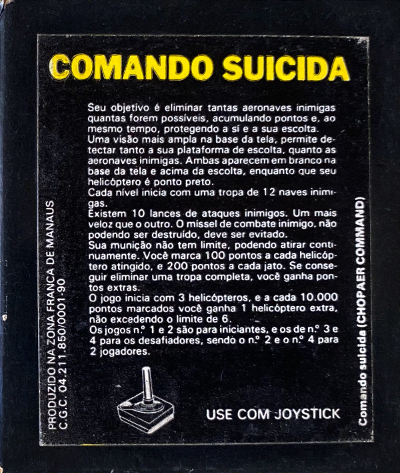 COMANDO SUICIDA
Seu objetivo é eliminar tantas aeronaves inimigas
quantas forem possíveis, acumulando pontos e, ao
mesmo tempo, protegendo a sí e a sua escolta.
Uma visão mais ampla na base da tela, permite de-
tectar tanto a sua plataforma de escolta, quanto as
aeronaves inimigas. Ambas aparecem em branco na
base da tela e acima da escolta, enquanto que seu
helicóptero é ponto preto.
Cada nível inicia com uma tropa de 12 naves inimi-
gas.
Existem 10 lances de ataques inimigos. Um mais
veloz que o outro. O missel de combate inimigo, não
podendo ser destruído, deve ser evitado.
Sua munição não tem limite, podendo atirar conti-
nuamente. Você marca 100 pontos a cada helicóp-
tero atingido, e 200 pontos a cada jato. Se conse-
guir eliminar uma tropa completa, você ganha pon-
tos extras.
O jogo inicia com 3 helicópteros, e a cada 10.000
pontos marcados você ganha 1 helicóptero extra,
não excedendo o limite de 6.
Os jogos n.º 1 e 2 são para iniciantes, e os de n.º 3 e
4 para os desafiadores, sendo o n.º 2 e o n.º 4 para
2 jogadores.
USE COM JOYSTICK
PRODUZIDO NA ZONA FRANCA DE MANAUS
C.G.C. 04.211.850/0001-90
Comando suicida (CHOPAER COMMAND)